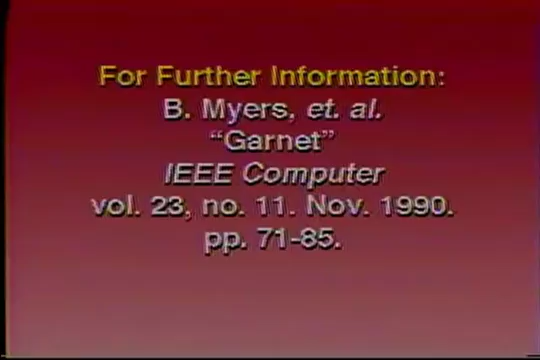 For Further Information:
B. Myers, et. al.
“Garnet”
IEEE Computer
vol. 23, no. 11. Nov. 1990.
pp. 71-85.